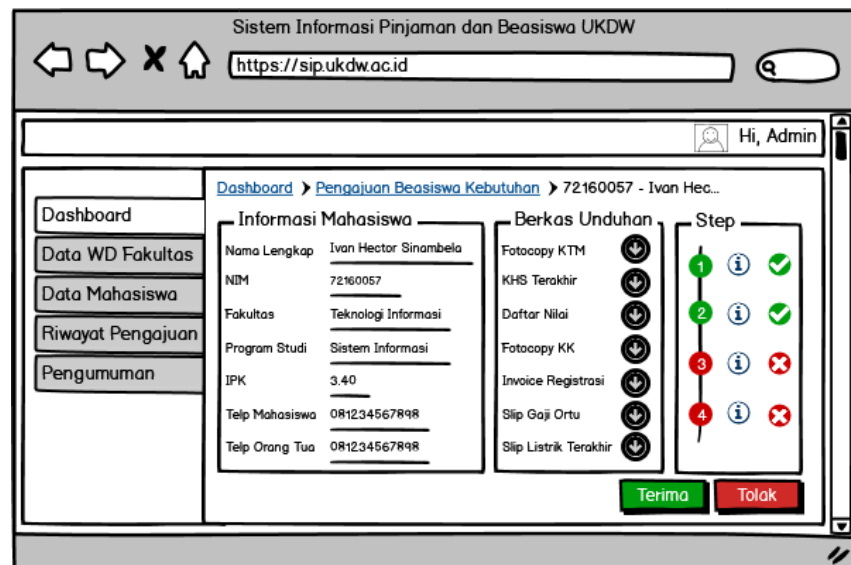 Sistem Informasi Pinjaman dan Beasiswa UKDW
https://sip.ukdw.ac.id
Hi, Admin
Dashboard
Data WD Fakultas
Data Mahasiswa
Riwayat Pengajuan
Pengumuman
Dashboard > Pengajuan Beasiswa Kebutuhan > 72160057 - Ivan Hec...
Informasi Mahasiswa
Nama Lengkap Ivan Hector Sinambela
NIM 72160057
Fakultas Teknologi Informasi
Program Studi Sistem Informasi
IPK 3.40
Telp Mahasiswa 081234567898
Telp Orang Tua 081234567898
Berkas Unduhan
Fotocopy KTM
KHS Terakhir
Daftar Nilai
Fotocopy KK
Invoice Registrasi
Slip Gaji Ortu
Slip Listrik Terakhir
Step
1 i
2 i
3 i
4 i
Terima Tolak